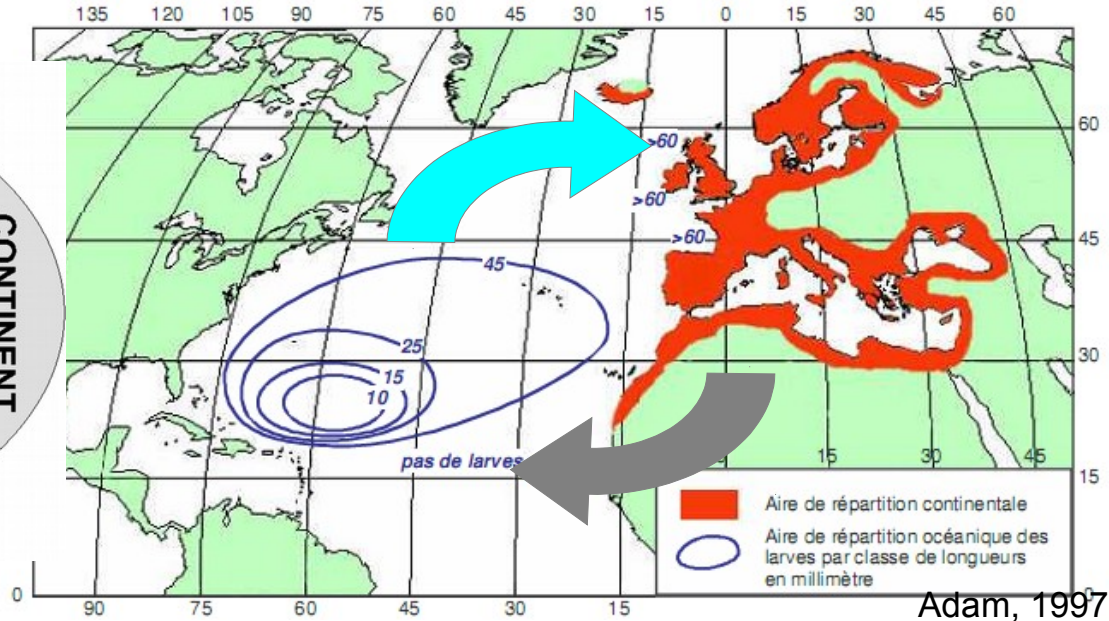 135 120 105 90 75 60 45 30 15 0 15 30 45 60
60
>60
>60
CONTINENT
>60
45
45
25
30
15
10
pas de larves
0 15 30 45
15
Aire de répartition continentale
Aire de répartition océanique des
larves par classe de longueurs
en millimètre
0 0
90 75 60 45 30 15
Adam, 1997